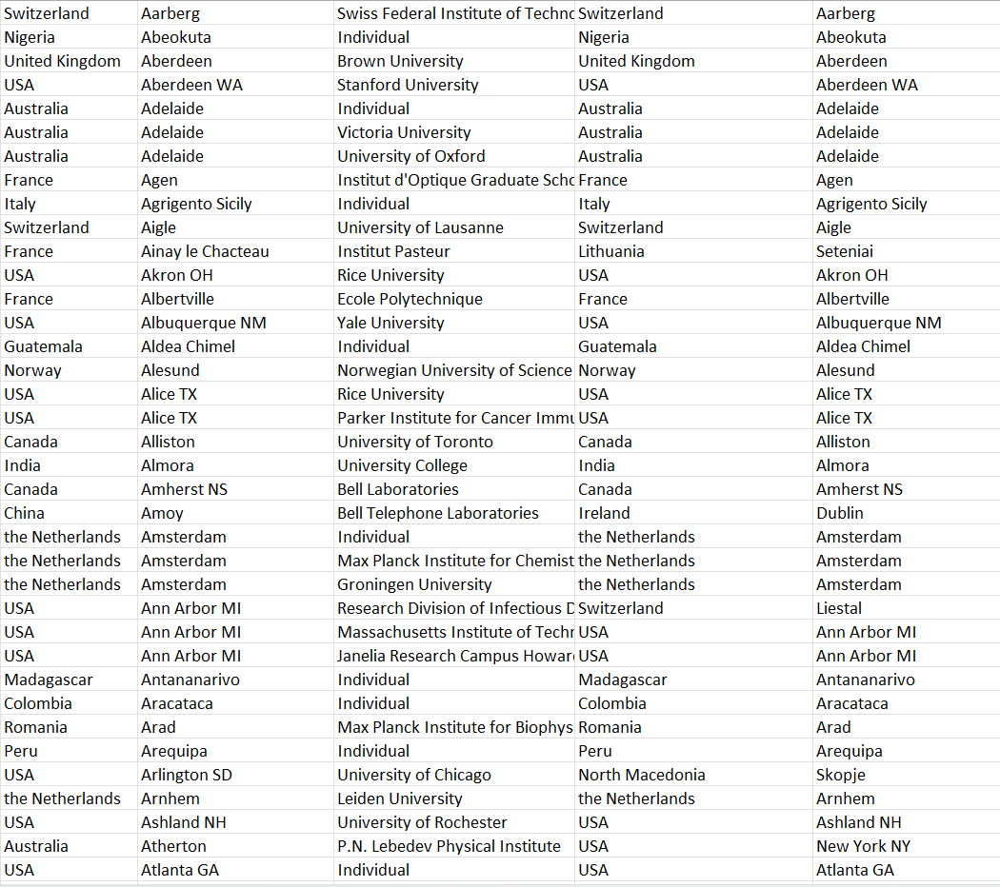 Switzerland Aarberg Swiss Federal Institute of Techno Switzerland Aarberg
Nigeria Abeokuta Individual Nigeria Abeokuta
United Kingdom Aberdeen Brown University United Kingdom Aberdeen
USA Aberdeen WA Stanford University USA Aberdeen WA
Australia Adelaide Individual Australia Adelaide
Australia Adelaide Victoria University Australia Adelaide
Australia Adelaide University of Oxford Australia Adelaide
France Agen Institut d'Optique Graduate Scho France Agen
Italy Agrigento Sicily Individual Italy Agrigento Sicily
Switzerland Aigle University of Lausanne Switzerland Aigle
France Ainay le Chacteau Institut Pasteur Lithuania Seteniai
USA Akron OH Rice University USA Akron OH
France Albertville Ecole Polytechnique France Albertville
USA Albuquerque NM Yale University USA Albuquerque NM
Guatemala Aldea Chimel Individual Guatemala Aldea Chimel
Norway Alesund Norwegian University of Science Norway Alesund
USA Alice TX Rice University USA Alice TX
USA Alice TX Parker Institute for Cancer Immu USA Alice TX
Canada Alliston University of Toronto Canada Alliston
India Almora University College India Almora
Canada Amherst NS Bell Laboratories Canada Amherst NS
China Amoy Bell Telephone Laboratories Ireland Dublin
the Netherlands Amsterdam Individual the Netherlands Amsterdam
the Netherlands Amsterdam Max Planck Institute for Chemist the Netherlands Amsterdam
the Netherlands Amsterdam Groningen University the Netherlands Amsterdam
USA Ann Arbor MI Research Division of Infectious D Switzerland Liestal
USA Ann Arbor MI Massachusetts Institute of Techn USA Ann Arbor MI
USA Ann Arbor MI Janelia Research Campus Howar USA Ann Arbor MI
Madagascar Antananarivo Individual Madagascar Antananarivo
Colombia Aracataca Individual Colombia Aracataca
Romania Arad Max Planck Institute for Biophys Romania Arad
Peru Arequipa Individual Peru Arequipa
USA Arlington SD University of Chicago North Macedonia Skopje
the Netherlands Arnhem Leiden University the Netherlands Arnhem
USA Ashland NH University of Rochester USA Ashland NH
Australia Atherton P.N. Lebedev Physical Institute USA New York NY
USA Atlanta GA Individual USA Atlanta GA